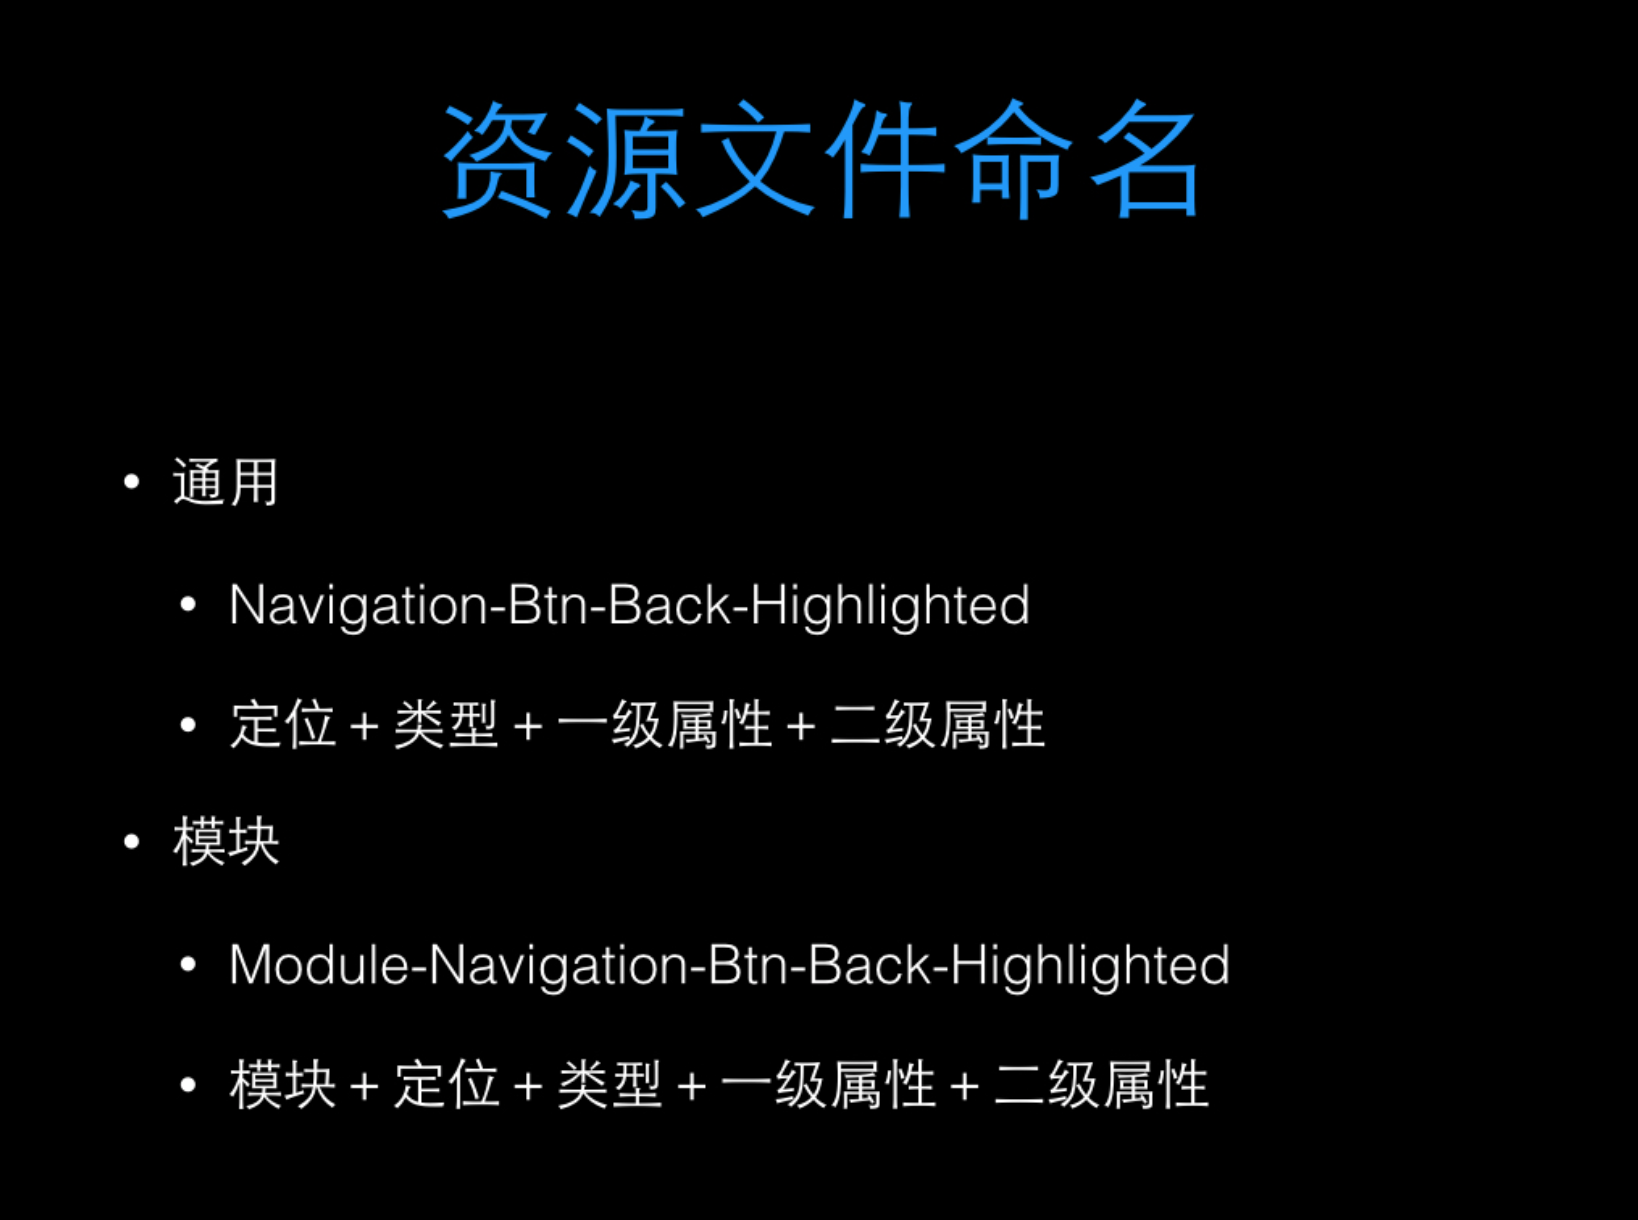 资源文件命名
• 通用
• Navigation-Btn-Back-Highlighted
• 定位 + 类型 + 一级属性 + 二级属性
• 模块
• Module-Navigation-Btn-Back-Highlighted
• 模块 + 定位 + 类型 + 一级属性 + 二级属性